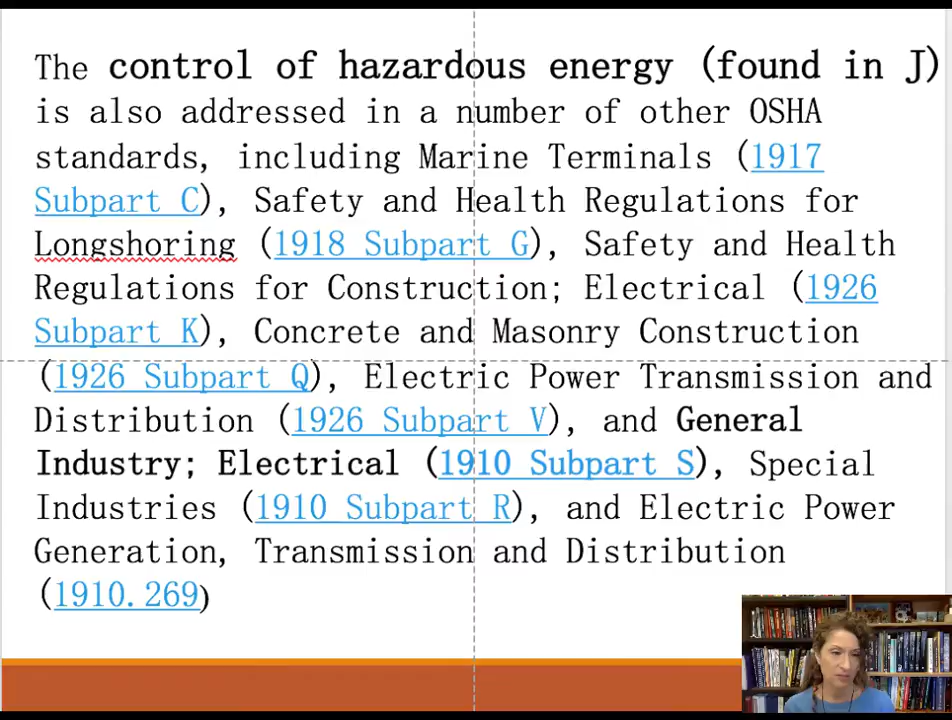 The control of hazardous energy (found in J)
is also addressed in a number of other OSHA
standards, including Marine Terminals (1917
Subpart C), Safety and Health Regulations for
Longshoring (1918 Subpart G), Safety and Health
Regulations for Construction; Electrical (1926
Subpart K), Concrete and Masonry Construction
(1926 Subpart Q), Electric Power Transmission and
Distribution (1926 Subpart V), and General
Industry; Electrical (1910 Subpart S), Special
Industries (1910 Subpart R), and Electric Power
Generation, Transmission and Distribution
(1910.269)